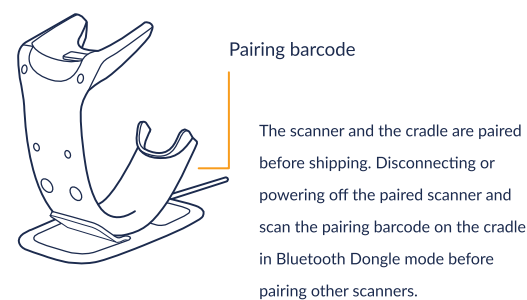 Pairing barcode
The scanner and the cradle are paired
before shipping. Disconnecting or
powering off the paired scanner and
scan the pairing barcode on the cradle
in Bluetooth Dongle mode before
pairing other scanners.